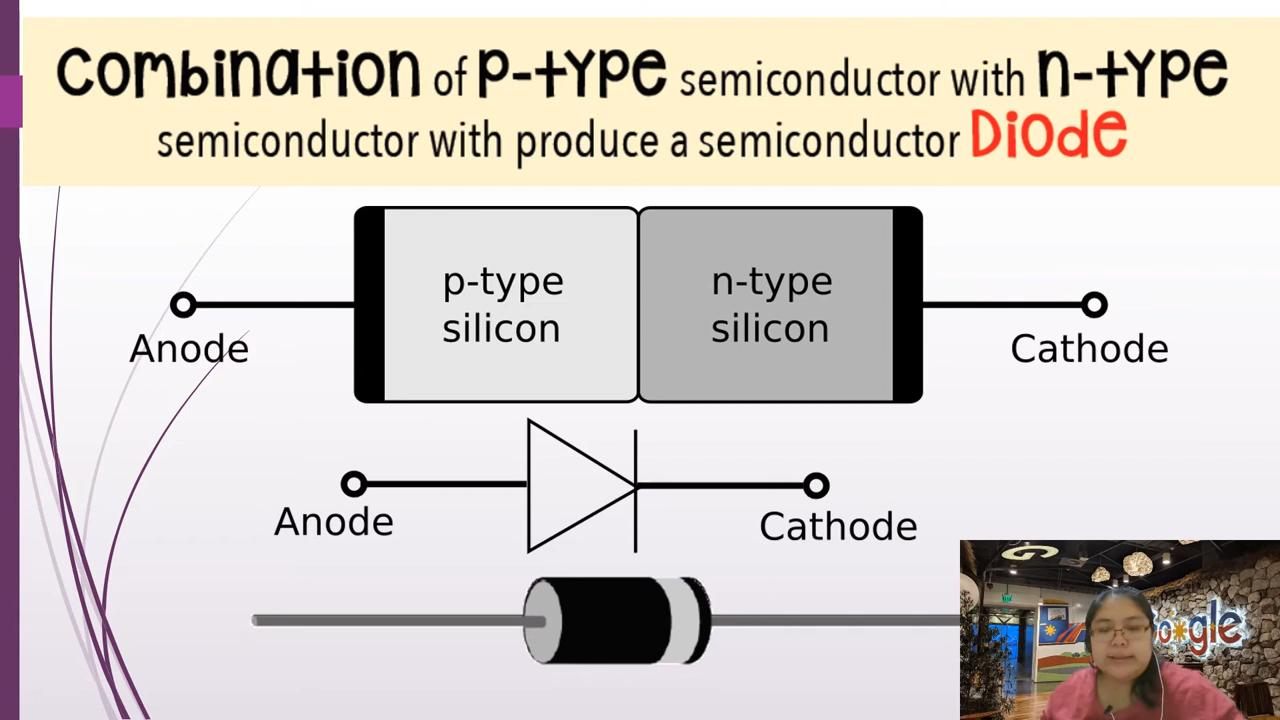 Combination of p-type semiconductor with n-type
semiconductor with produce a semiconductor Diode
p-type
silicon
n-type
silicon
Anode
Cathode
Anode
Cathode
G
oogle